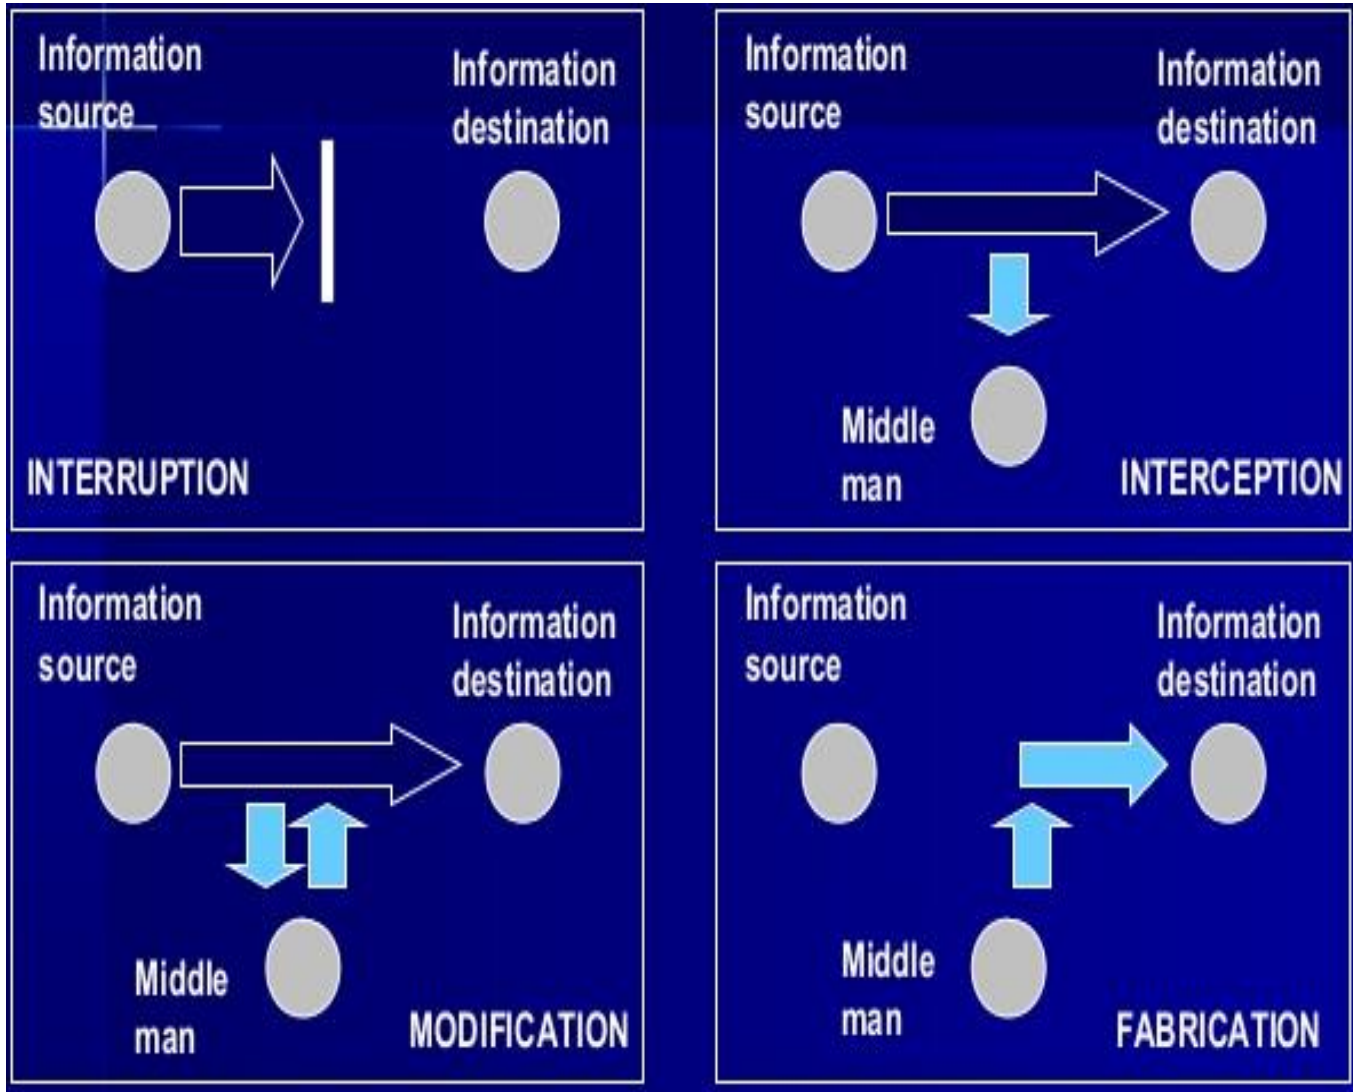 Information
source
Information
destination
INTERRUPTION
Information
source
Information
destination
Middle
man
INTERCEPTION
Information
source
Information
destination
Middle
man
MODIFICATION
Information
source
Information
destination
Middle
man
FABRICATION